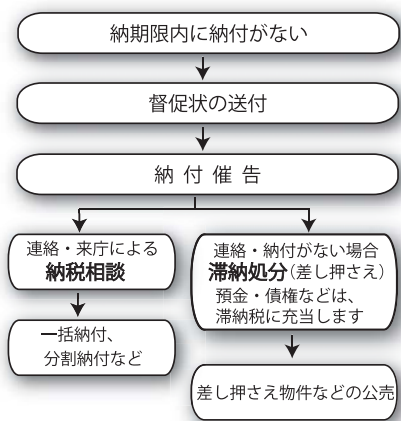 納期限内に納付がない
督促状の送付
納付催告
連絡・来庁による
納税相談
一括納付、
分割納付など
連絡・納付がない場合
滞納処分(差し押さえ)
預金・債権などは、
滞納税に充当します
差し押さえ物件などの公売